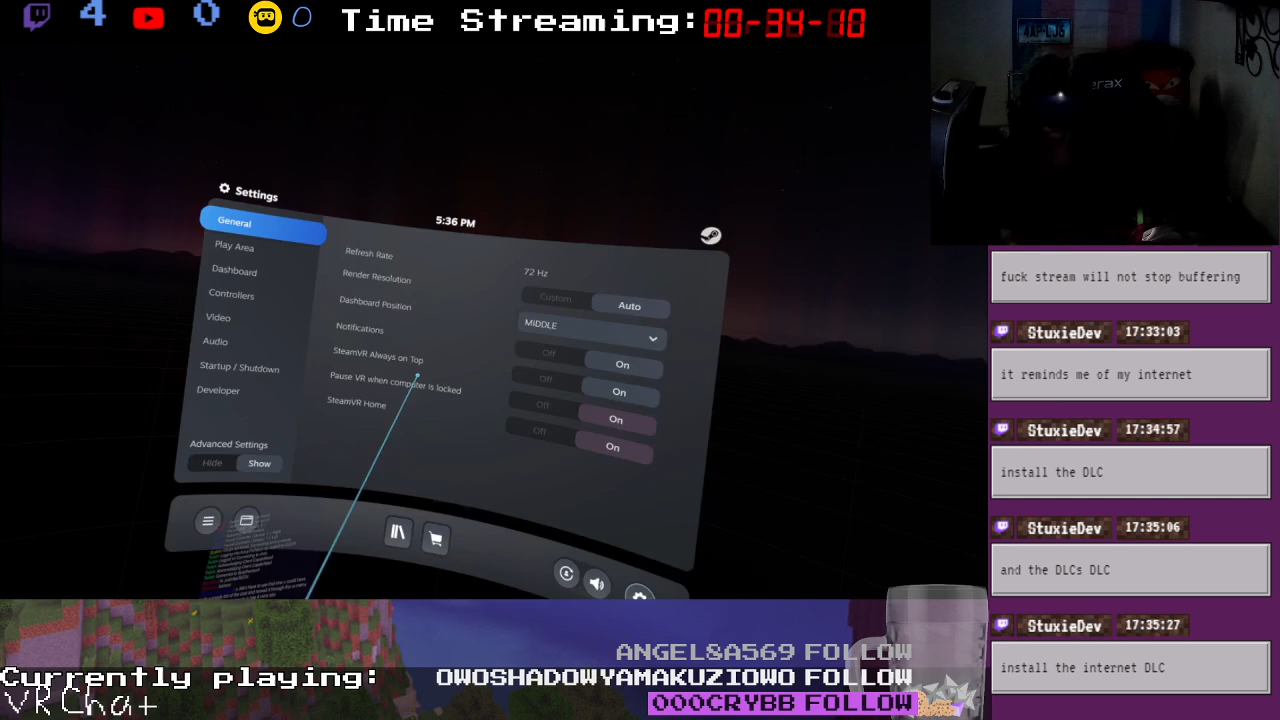 4
0
0
Time Streaming:00-34-10
4AP-LJ6
erax
Settings
5:36 PM
General
Play Area
Dashboard
Controllers
Video
Audio
Startup / Shutdown
Developer
Advanced Settings
Hide
Show
Refresh Rate
72 Hz
Render Resolution
Custom
Auto
Dashboard Position
MIDDLE
Notifications
Off
On
SteamVR Always on Top
Off
On
Pause VR when computer is locked
Off
On
SteamVR Home
Off
On
fuck stream will not stop buffering
StuxieDev 17:33:03
it reminds me of my internet
StuxieDev 17:34:57
install the DLC
StuxieDev 17:35:06
and the DLCs DLC
StuxieDev 17:35:27
install the internet DLC
ANGEL8A569 FOLLOW
OWOSHADOWYAMAKUZIOWO FOLLOW
OOOCRYBB FOLLOW
Currently playing:
VRChat